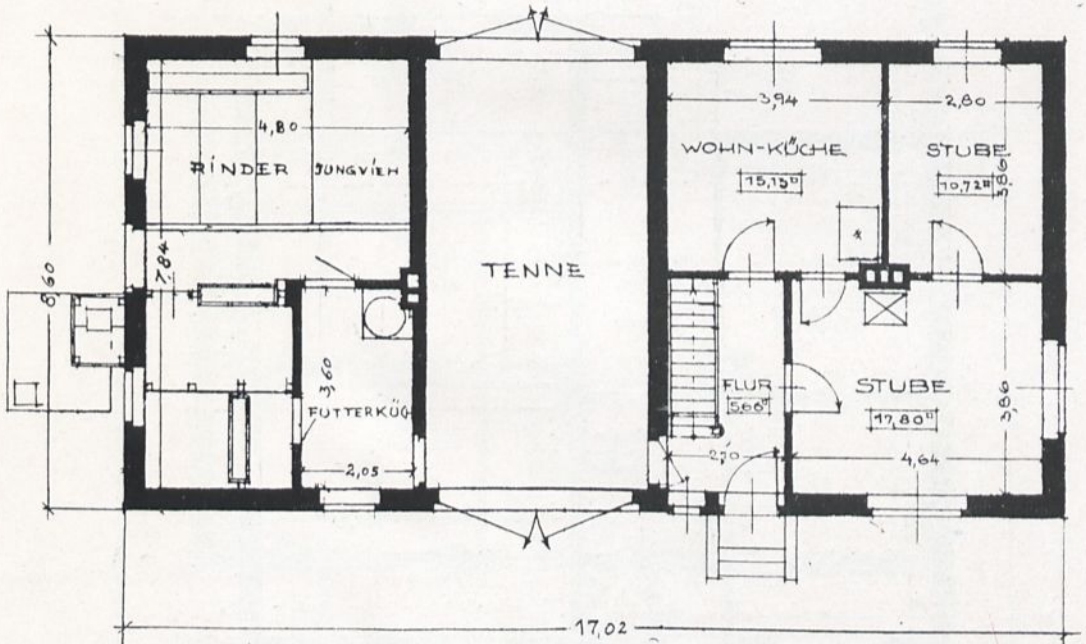 4,80
RINDER JUNGVIEH
7,84
8,60
3,60
FUTTERKÜC
2,05
TENNE
3,94
WOHN-KÜCHE
15,15□
2,80
STUBE
10,72□
3,86
FLUR
5,66□
2,70
STUBE
17,80□
3,86
4,64
17,02